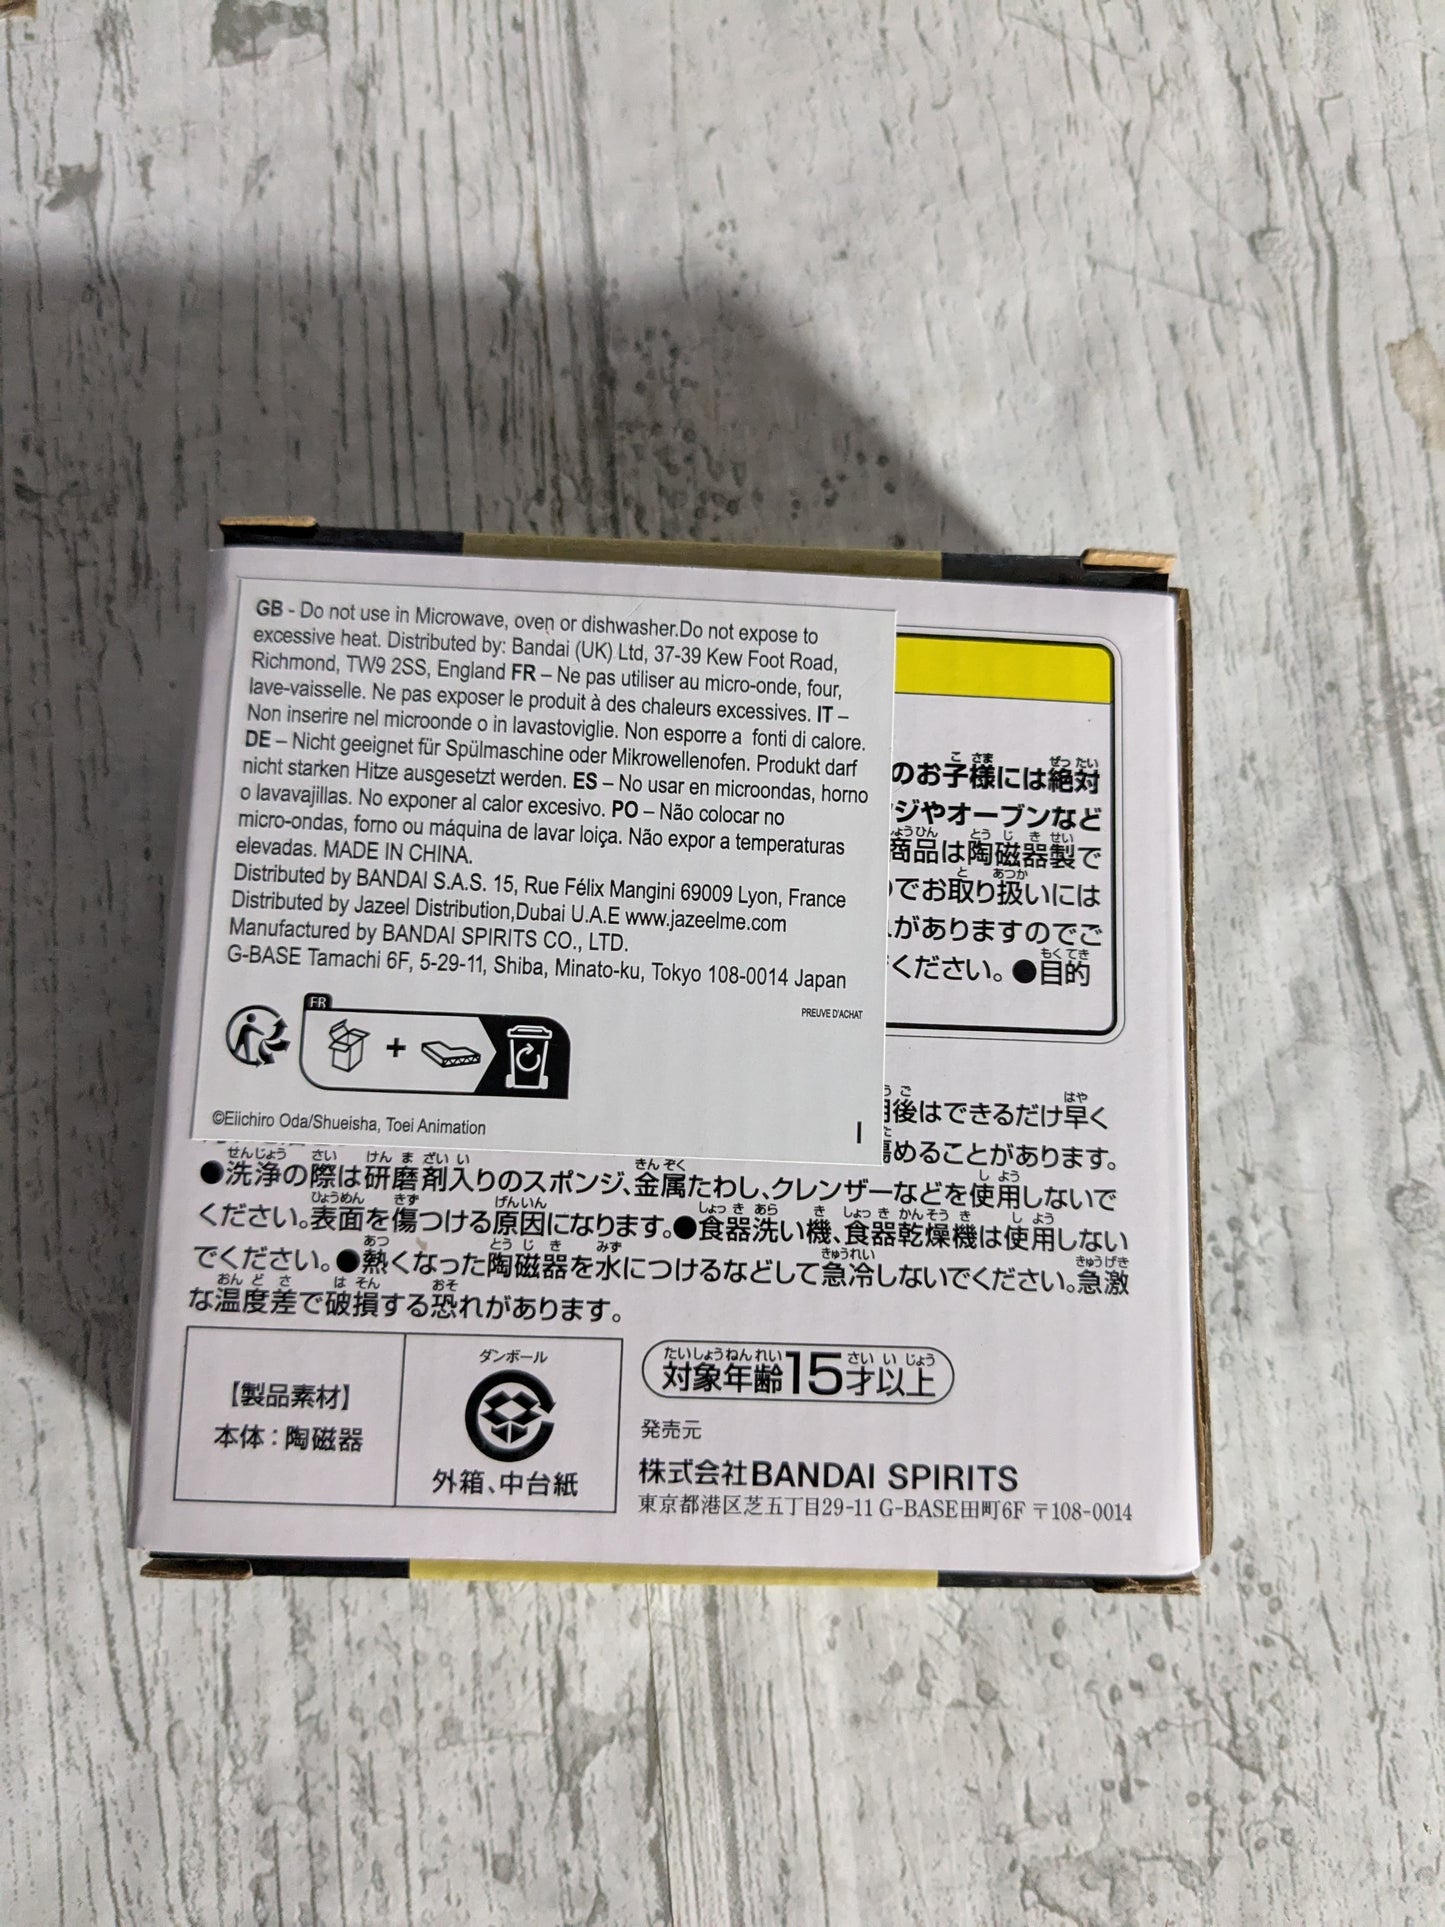 GB - Do not use in Microwave, oven or dishwasher.Do not expose to
excessive heat. Distributed by: Bandai (UK) Ltd, 37-39 Kew Foot Road,
Richmond, TW9 2SS, England FR – Ne pas utiliser au micro-onde, four,
lave-vaisselle. Ne pas exposer le produit à des chaleurs excessives. IT –
Non inserire nel microonde o in lavastoviglie. Non esporre a fonti di calore.
DE – Nicht geeignet für Spülmaschine oder Mikrowellenofen. Produkt darf
nicht starken Hitze ausgesetzt werden. ES – No usar en microondas, horno
o lavavajillas. No exponer al calor excesivo. PO – Não colocar no
micro-ondas, forno ou máquina de lavar loiça. Não expor a temperaturas
elevadas. MADE IN CHINA.
Distributed by BANDAI S.A.S. 15, Rue Félix Mangini 69009 Lyon, France
Distributed by Jazeel Distribution,Dubai U.A.E www.jazeelme.com
Manufactured by BANDAI SPIRITS CO., LTD.
G-BASE Tamachi 6F, 5-29-11, Shiba, Minato-ku, Tokyo 108-0014 Japan
PREUVE D'ACHAT
FR
+
©Eiichiro Oda/Shueisha, Toei Animation
I
のお子様には絶対
ジやオーブンなど
商品は陶磁器製で
でお取り扱いには
がありますのでご
ください。●目的
後はできるだけ早く
めることがあります。
●洗浄の際は研磨剤入りのスポンジ、金属たわし、クレンザーなどを使用しないで
ください。表面を傷つける原因になります。●食器洗い機、食器乾燥機は使用しない
でください。●熱くなった陶磁器を水につけるなどして急冷しないでください。急激
な温度差で破損する恐れがあります。
【製品素材】
本体：陶磁器
ダンボール
外箱、中台紙
対象年齢15才以上
発売元
株式会社BANDAI SPIRITS
東京都港区芝五丁目29-11 G-BASE田町6F 〒108-0014